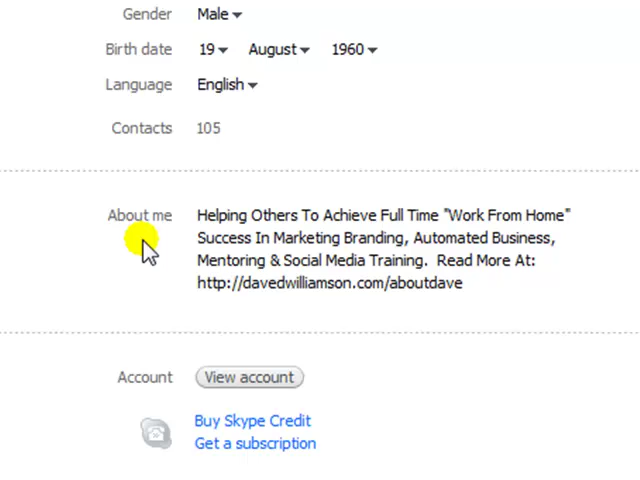 Gender Male
Birth date 19 August 1960
Language English
Contacts 105
About me Helping Others To Achieve Full Time "Work From Home"
Success In Marketing Branding, Automated Business,
Mentoring & Social Media Training. Read More At:
http://davedwilliamson.com/aboutdave
Account View account
Buy Skype Credit
Get a subscription